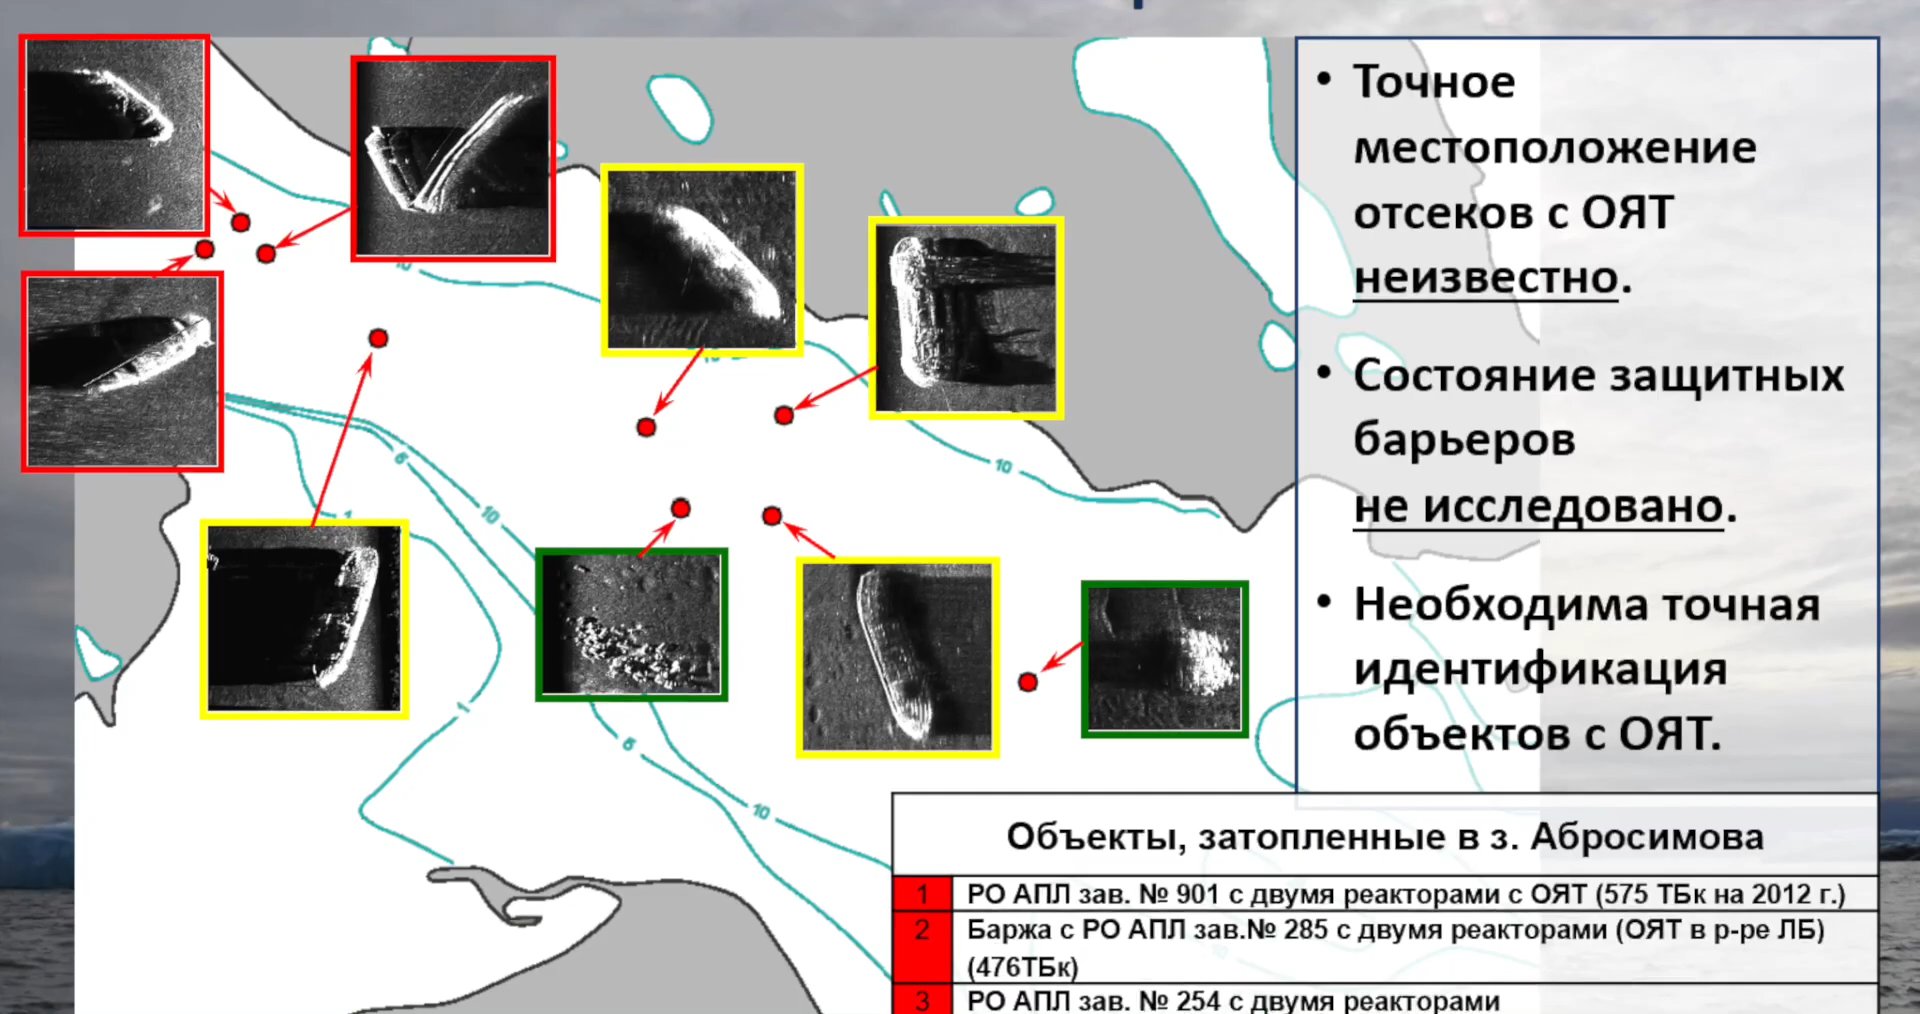 • Точное
местоположение
отсеков с ОЯТ
неизвестно.
• Состояние защитных
барьеров
не исследовано.
• Необходима точная
идентификация
объектов с ОЯТ.
10
10
10
5
10
1
1
5
10
Объекты, затопленные в з. Абросимова
1 РО АПЛ зав. № 901 с двумя реакторами с ОЯТ (575 ТБк на 2012 г.)
2 Баржа с РО АПЛ зав.№ 285 с двумя реакторами (ОЯТ в р-ре ЛБ)
(476ТБк)
3 РО АПЛ зав. № 254 с двумя реакторами